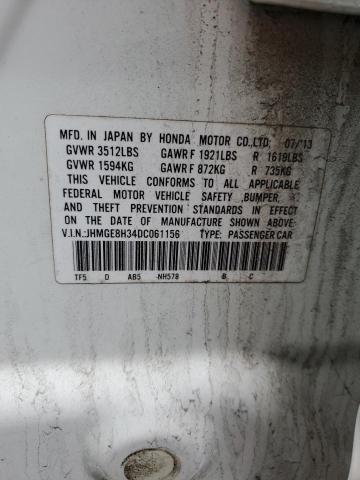 MFD. IN JAPAN BY HONDA MOTOR CO.,LTD. 07/'13
GVWR 3512LBS GAWR F 1921LBS R 1619LBS
GVWR 1594KG GAWR F 872KG R 735KG
THIS VEHICLE CONFORMS TO ALL APPLICABLE
FEDERAL MOTOR VEHICLE SAFETY ,BUMPER,
AND THEFT PREVENTION STANDARDS IN EFFECT
ON THE DATE OF MANUFACTURE SHOWN ABOVE.
V.I.N.:JHMGE8H34DC061156 TYPE: PASSENGER CAR
TF5 D AB5 NH578 B C